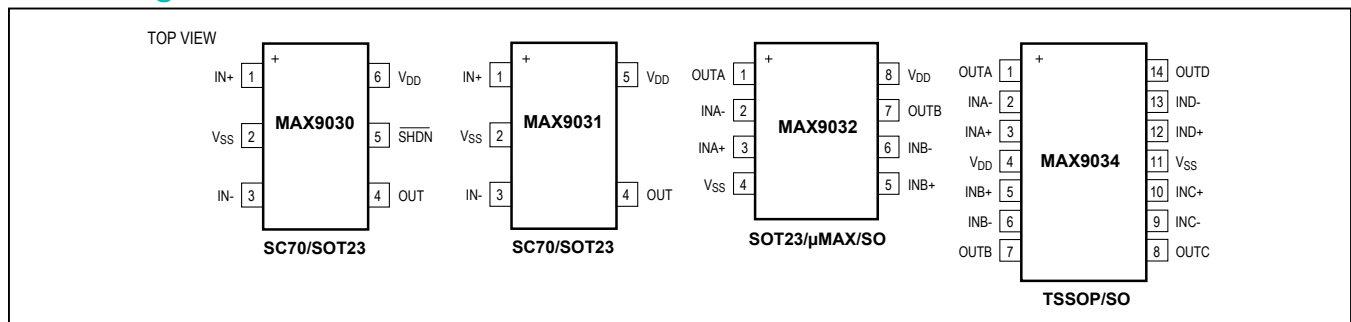 TOP VIEW
+
IN+ 1
6 VDD
MAX9030
VSS 2
5 SHDN
IN- 3
4 OUT
SC70/SOT23
+
IN+ 1
5 VDD
MAX9031
VSS 2
IN- 3
4 OUT
SC70/SOT23
+
OUTA 1
8 VDD
INA- 2
7 OUTB
MAX9032
INA+ 3
6 INB-
VSS 4
5 INB+
SOT23/µMAX/SO
+
OUTA 1
14 OUTD
INA- 2
13 IND-
INA+ 3
12 IND+
MAX9034
VDD 4
11 VSS
INB+ 5
10 INC+
INB- 6
9 INC-
OUTB 7
8 OUTC
TSSOP/SO